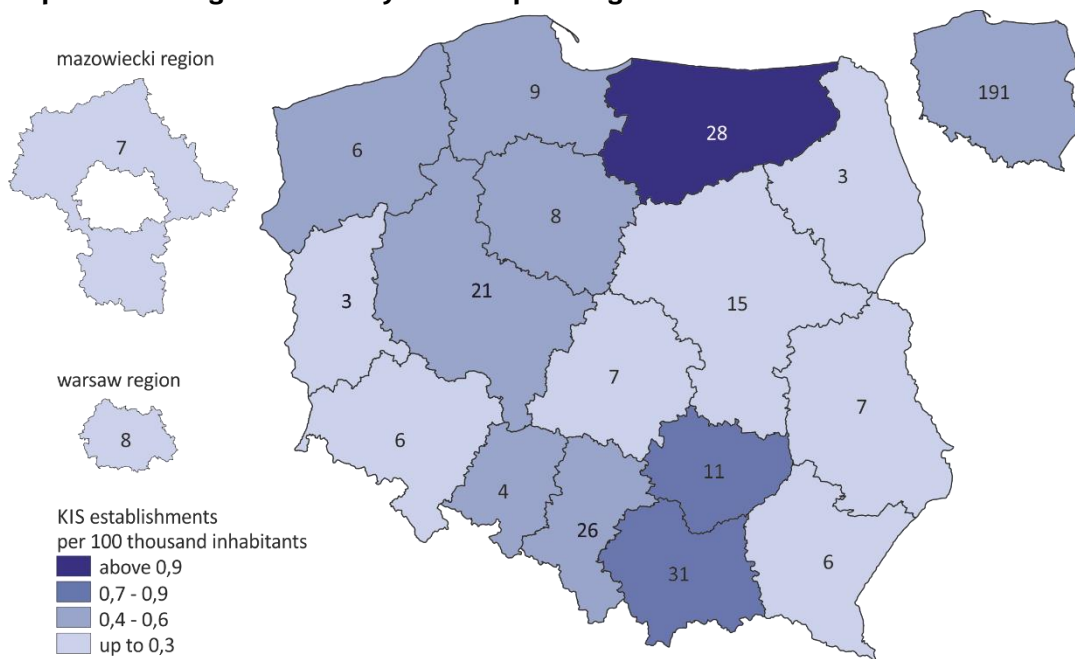 mazowiecki region
7
warsaw region
8
9
6
28
3
8
21
3
15
7
7
6
11
4
26
31
6
191
KIS establishments
per 100 thousand inhabitants
above 0,9
0,7 - 0,9
0,4 - 0,6
up to 0,3